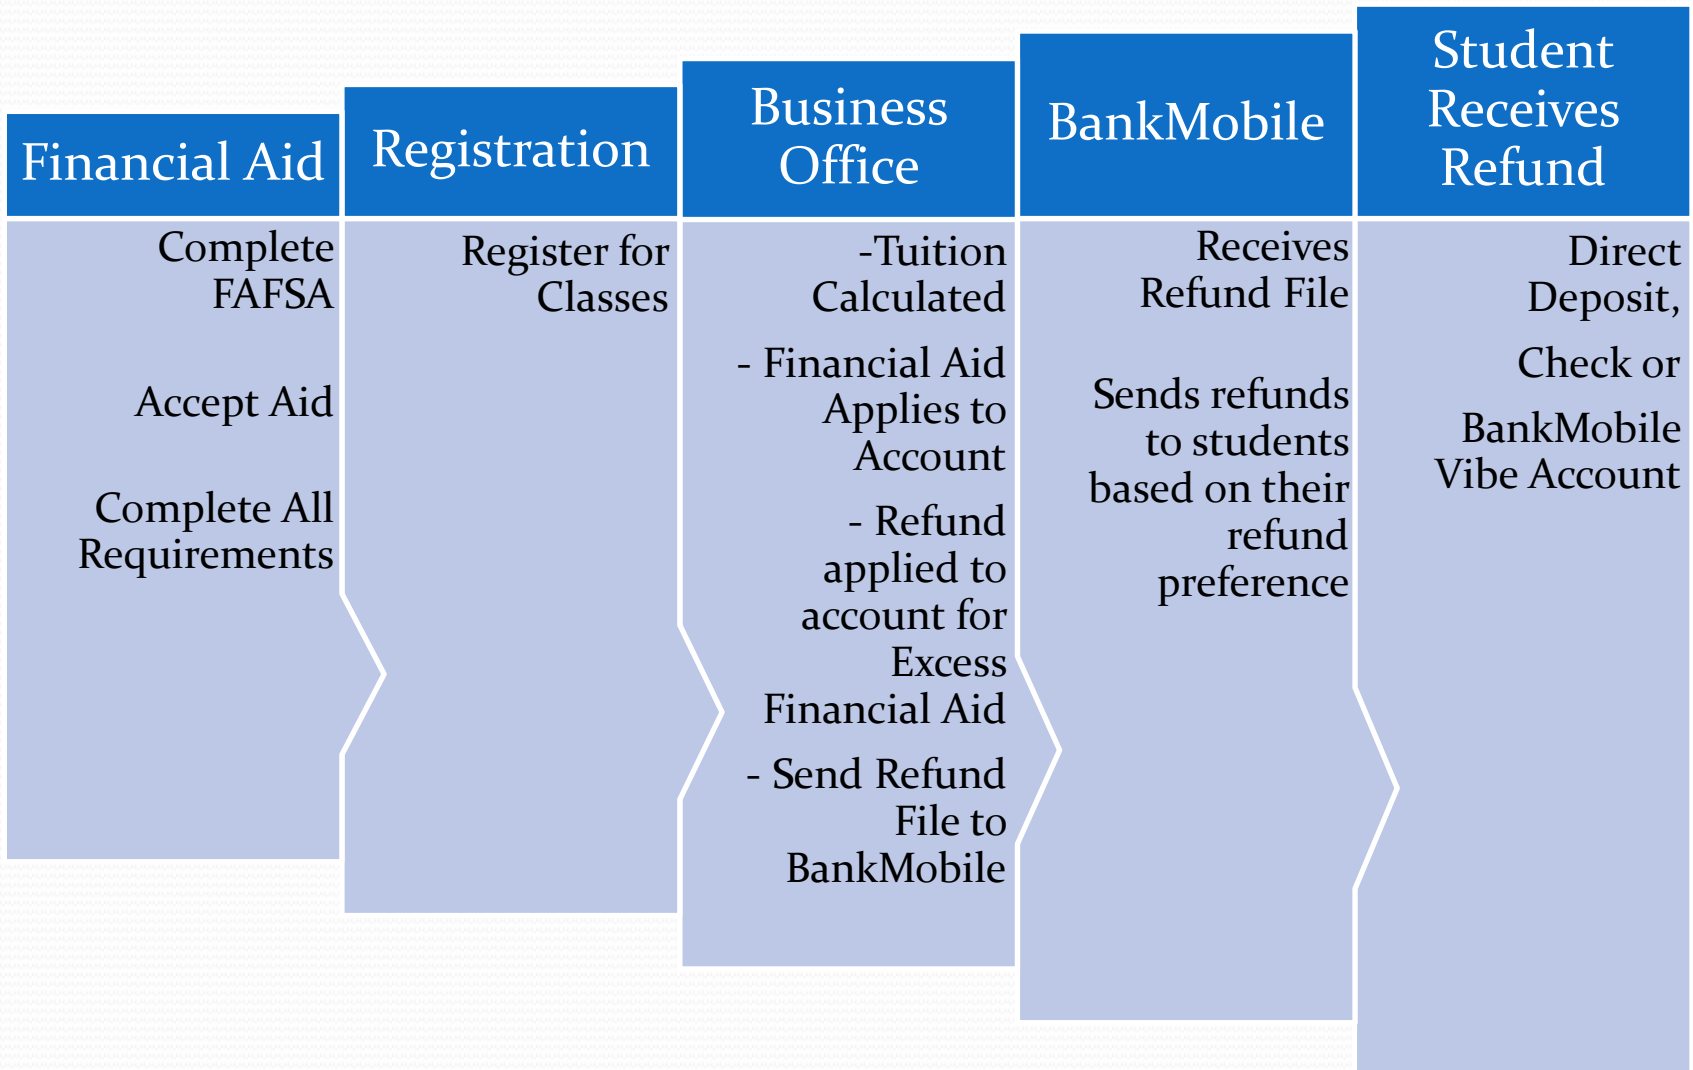 Financial Aid
Complete
FAFSA
Accept Aid
Complete All
Requirements
Registration
Register for
Classes
Business
Office
-Tuition
Calculated
- Financial Aid
Applies to
Account
- Refund
applied to
account for
Excess
Financial Aid
- Send Refund
File to
BankMobile
BankMobile
Receives
Refund File
Sends refunds
to students
based on their
refund
preference
Student
Receives
Refund
Direct
Deposit,
Check or
BankMobile
Vibe Account